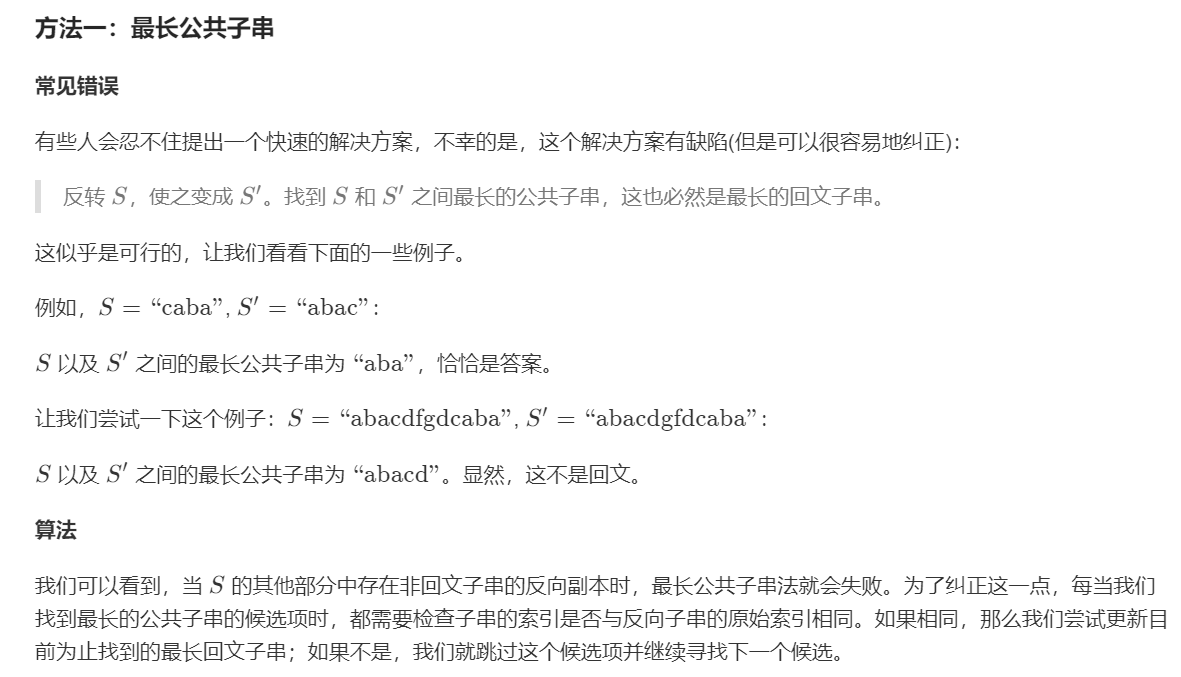 方法一：最长公共子串
常见错误
有些人会忍不住提出一个快速的解决方案，不幸的是，这个解决方案有缺陷(但是可以很容易地纠正)：
反转 S，使之变成 S′。找到 S 和 S′ 之间最长的公共子串，这也必然是最长的回文子串。
这似乎是可行的，让我们看看下面的一些例子。
例如，S = “caba”, S′ = “abac”：
S 以及 S′ 之间的最长公共子串为 “aba”，恰恰是答案。
让我们尝试一下这个例子：S = “abacdfgdcaba”, S′ = “abacdgfdcaba”：
S 以及 S′ 之间的最长公共子串为 “abacd”。显然，这不是回文。
算法
我们可以看到，当 S 的其他部分中存在非回文子串的反向副本时，最长公共子串法就会失败。为了纠正这一点，每当我们
找到最长的公共子串的候选项时，都需要检查子串的索引是否与反向子串的原始索引相同。如果相同，那么我们尝试更新目
前为止找到的最长回文子串；如果不是，我们就跳过这个候选项并继续寻找下一个候选。